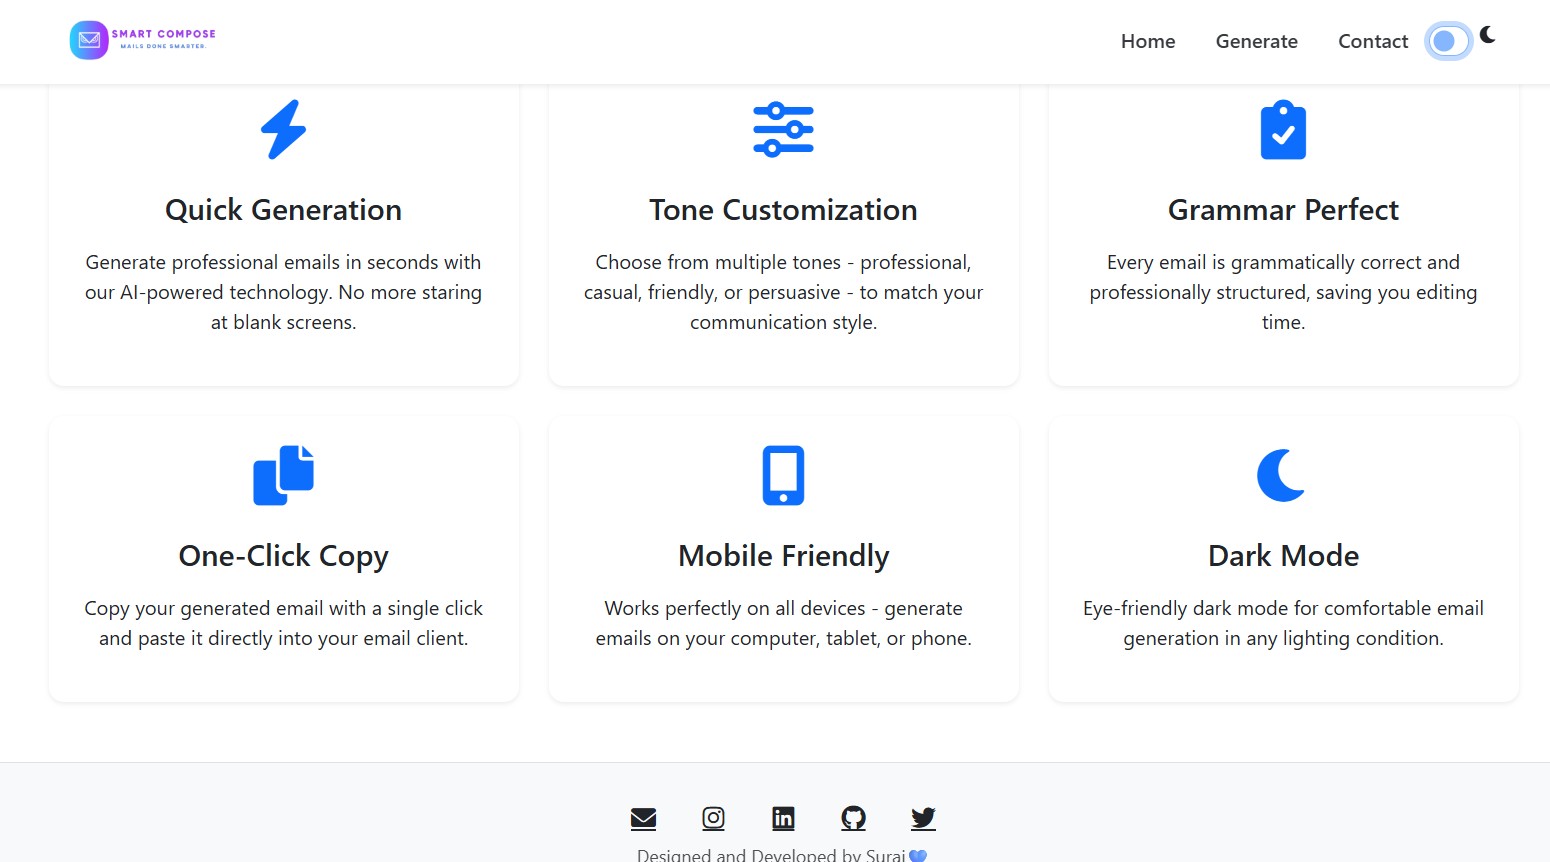 SMART COMPOSE
MAILS DONE SMARTER.
Home Generate Contact
Quick Generation
Generate professional emails in seconds with
our AI-powered technology. No more staring
at blank screens.
Tone Customization
Choose from multiple tones - professional,
casual, friendly, or persuasive - to match your
communication style.
Grammar Perfect
Every email is grammatically correct and
professionally structured, saving you editing
time.
One-Click Copy
Copy your generated email with a single click
and paste it directly into your email client.
Mobile Friendly
Works perfectly on all devices - generate
emails on your computer, tablet, or phone.
Dark Mode
Eye-friendly dark mode for comfortable email
generation in any lighting condition.
Designed and Developed by Suraj💙